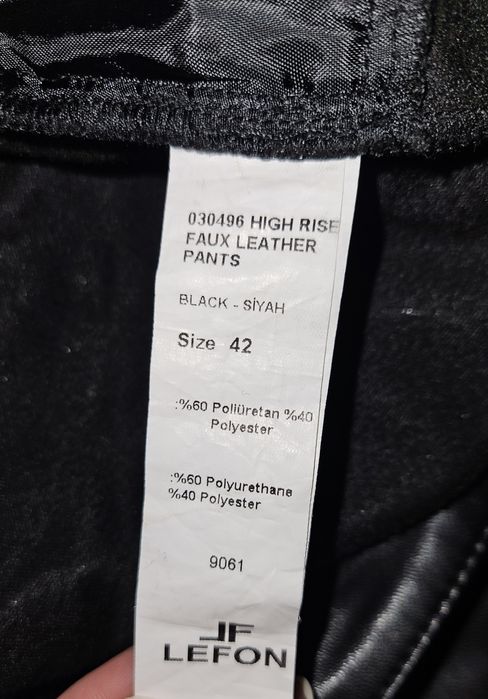 030496 HIGH RISE
FAUX LEATHER
PANTS
BLACK - SİYAH
Size 42
:%60 Poliüretan %40
Polyester
:%60 Polyurethane
%40 Polyester
9061
LF
LEFON